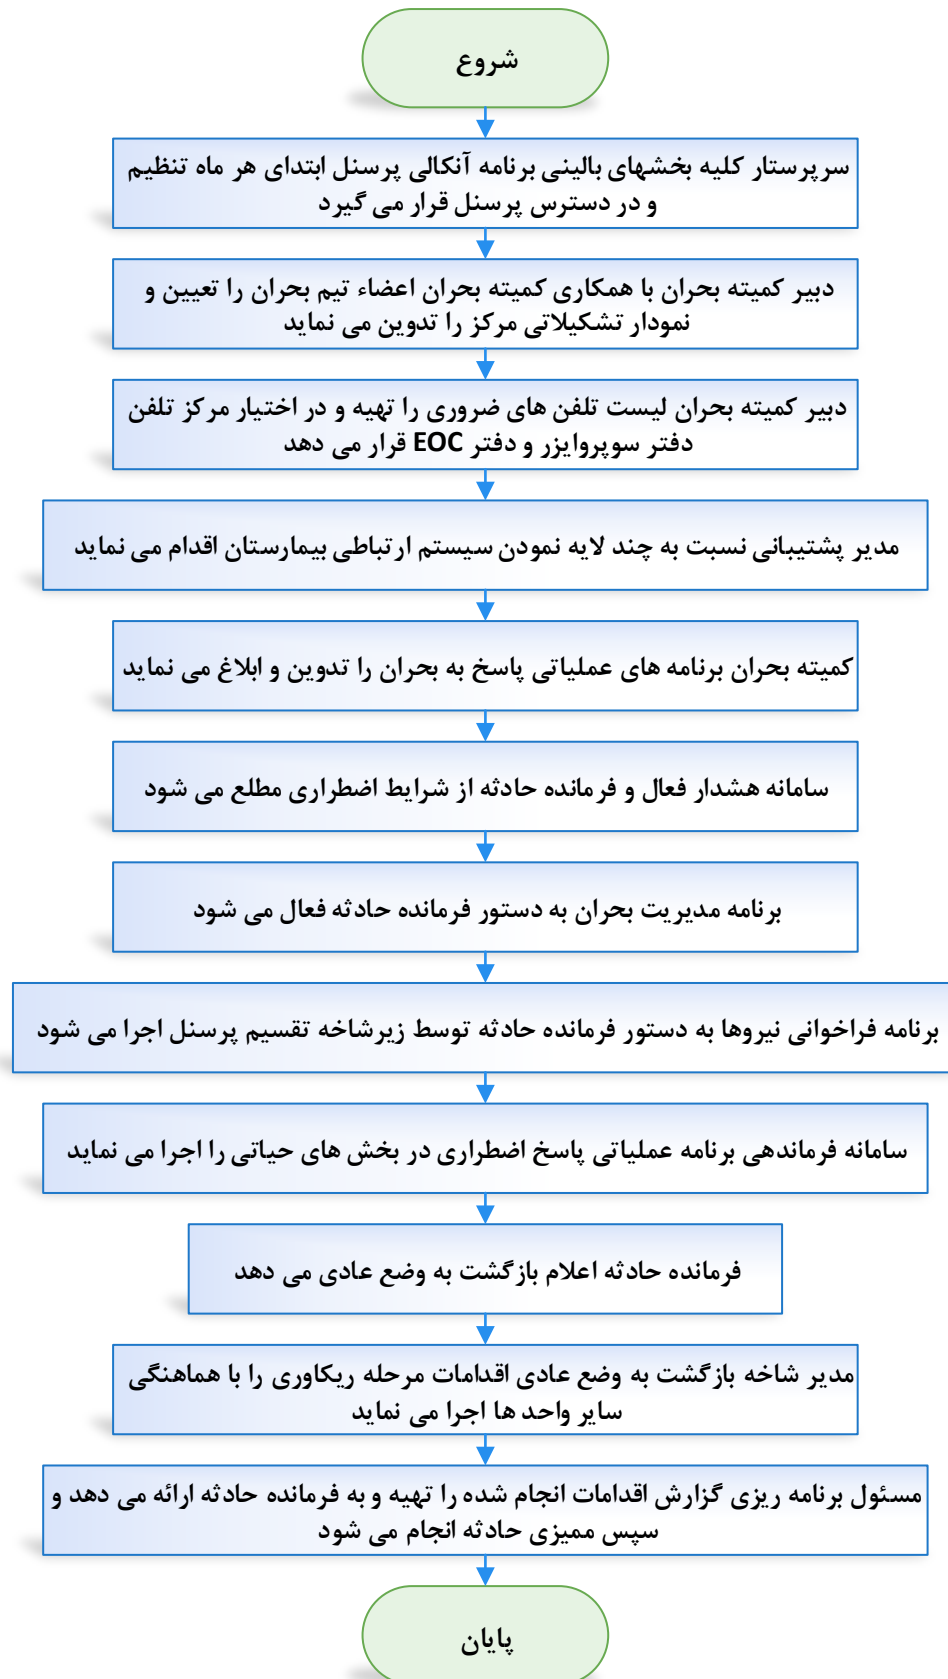 شروع
سرپرستار کلیه بخشهای بالینی برنامه آنکالی پرسنل ابتدای هر ماه تنظیم
و در دسترس پرسنل قرار می گیرد
دبیر کمیته بحران با همکاری کمیته بحران اعضاء تیم بحران را تعیین و
نمودار تشکیلاتی مرکز را تدوین می نماید
دبیر کمیته بحران لیست تلفن های ضروری را تهیه و در اختیار مرکز تلفن
دفتر سوپروایزر و دفتر EOC قرار می دهد
مدیر پشتیبانی نسبت به چند لایه نمودن سیستم ارتباطی بیمارستان اقدام می نماید
کمیته بحران برنامه های عملیاتی پاسخ به بحران را تدوین و ابلاغ می نماید
سامانه هشدار فعال و فرمانده حادثه از شرایط اضطراری مطلع می شود
برنامه مدیریت بحران به دستور فرمانده حادثه فعال می شود
برنامه فراخوانی نیروها به دستور فرمانده حادثه توسط زیرشاخه تقسیم پرسنل اجرا می شود
سامانه فرماندهی برنامه عملیاتی پاسخ اضطراری در بخش های حیاتی را اجرا می نماید
فرمانده حادثه اعلام بازگشت به وضع عادی می دهد
مدیر شاخه بازگشت به وضع عادی اقدامات مرحله ریکاوری را با هماهنگی
سایر واحد ها اجرا می نماید
مسئول برنامه ریزی گزارش اقدامات انجام شده را تهیه و به فرمانده حادثه ارائه می دهد و
سپس ممیزی حادثه انجام می شود
پایان